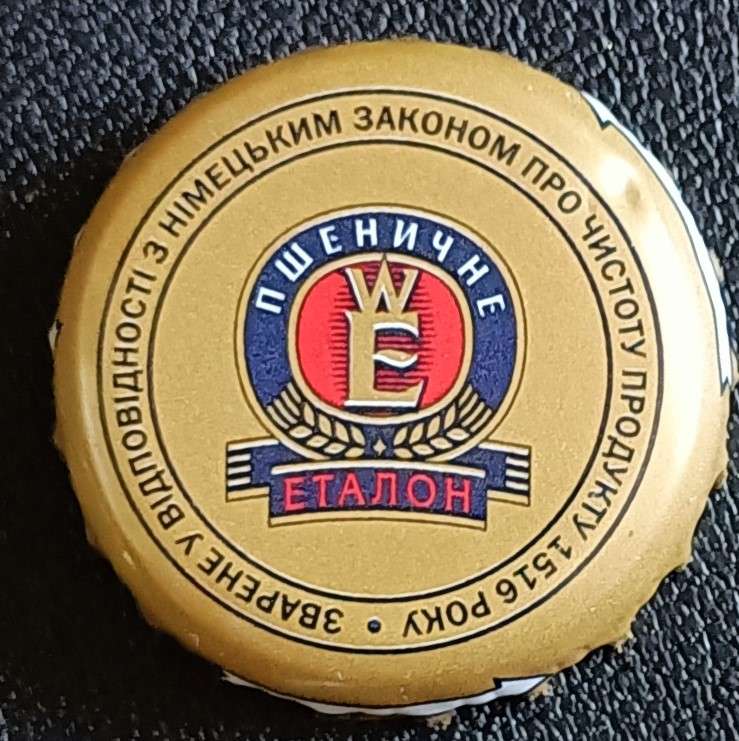 ЗВАРЕНЕ У ВІДПОВІДНОСТІ З НІМЕЦЬКИМ ЗАКОНОМ ПРО ЧИСТОТУ ПРОДУКТУ 1516 РОКУ •
ПШЕНИЧНЕ
W
E
ЕТАЛОН